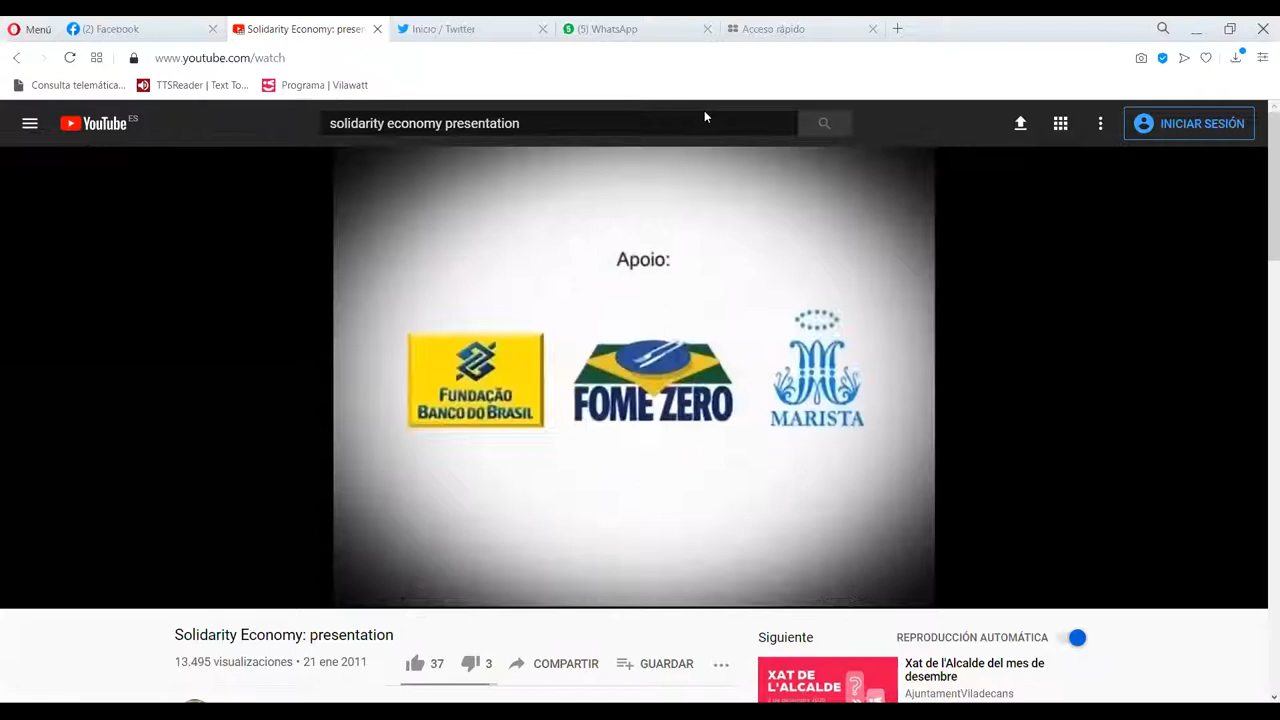 Menú
(2) Facebook
Solidarity Economy: presen
Inicio / Twitter
(5) WhatsApp
Acceso rápido
www.youtube.com/watch
Consulta telemática...
TTSReader | Text To...
Programa | Vilawatt
YouTube ES
solidarity economy presentation
INICIAR SESIÓN
Apoio:
FUNDAÇÃO
BANCO DO BRASIL
FOME ZERO
MARISTA
Solidarity Economy: presentation
13.495 visualizaciones • 21 ene 2011
37
3
COMPARTIR
GUARDAR
Siguiente
REPRODUCCIÓN AUTOMÁTICA
XAT DE
L'ALCALDE
Xat de l'Alcalde del mes de
desembre
AjuntamentViladecans